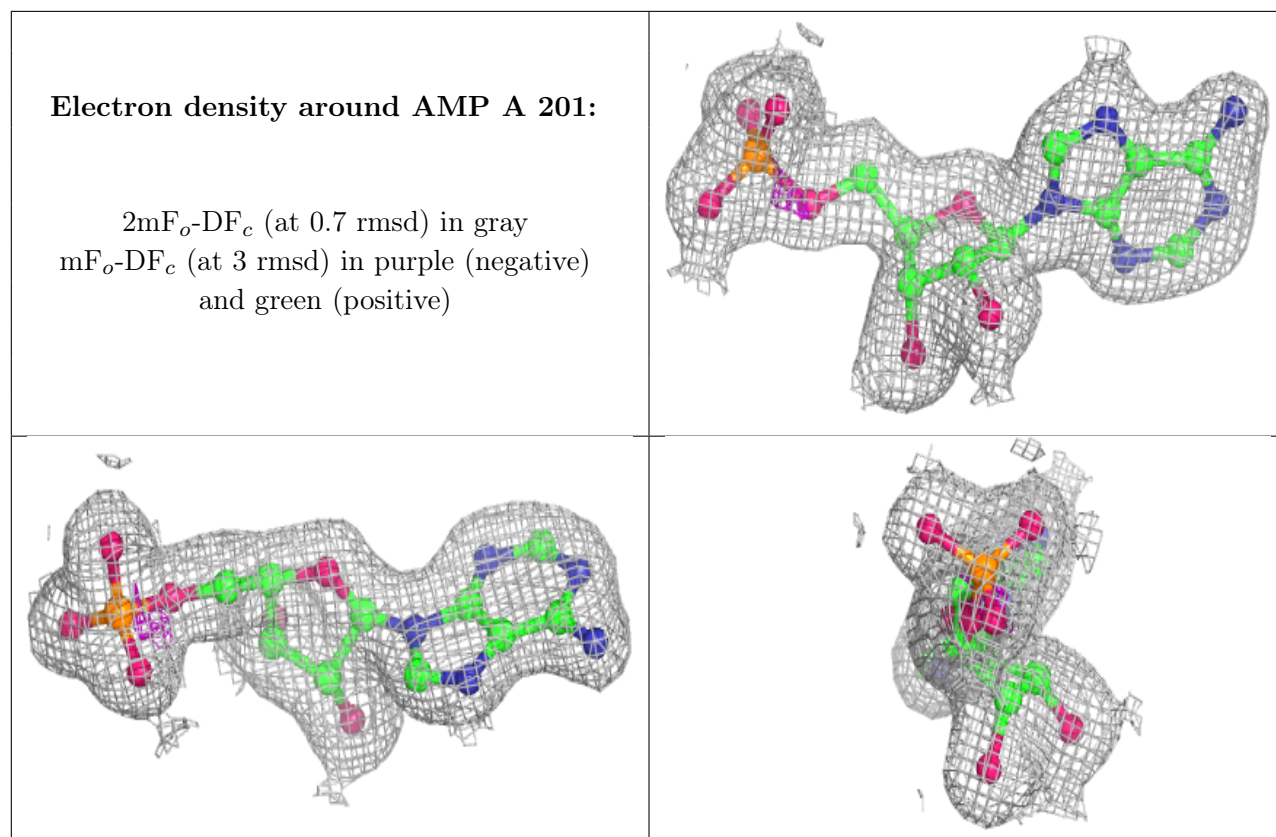 Electron density around AMP A 201:
2mFₒ-DF𝑐 (at 0.7 rmsd) in gray
mFₒ-DF𝑐 (at 3 rmsd) in purple (negative)
and green (positive)